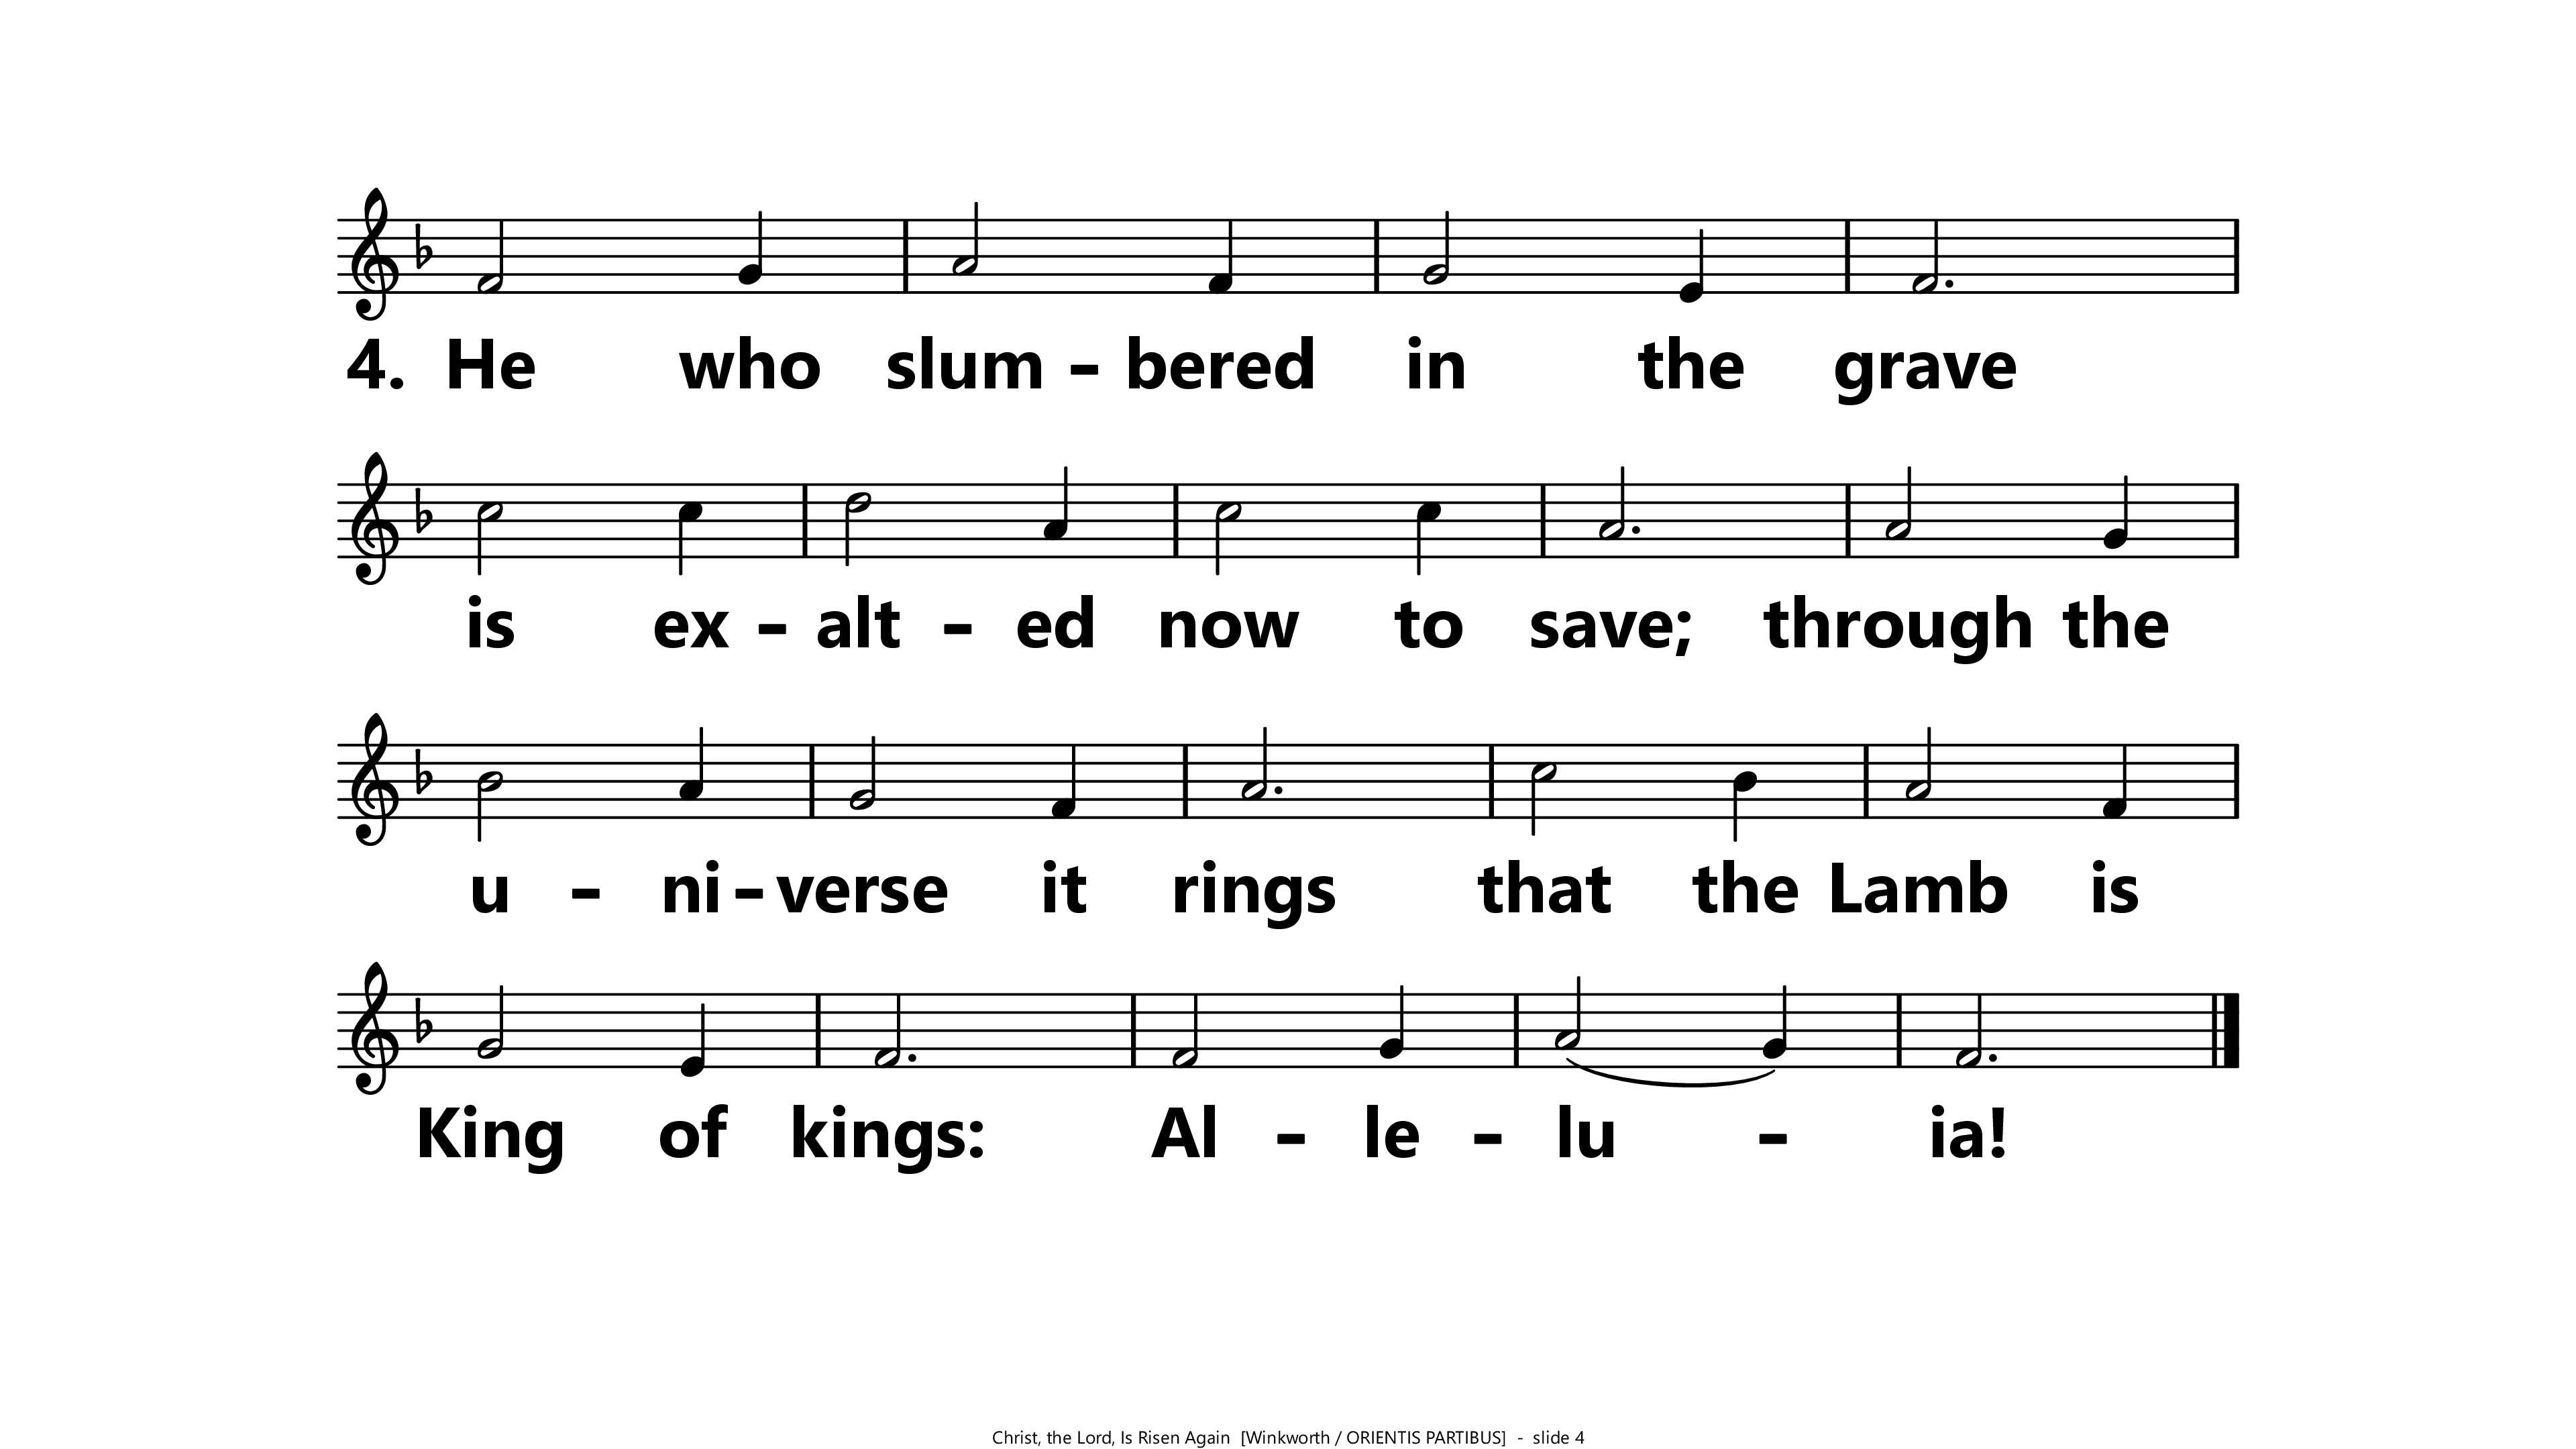 4. He who slum - bered in the grave
is ex - alt - ed now to save; through the
u - ni - verse it rings that the Lamb is
King of kings: Al - le - lu - ia!
Christ, the Lord, Is Risen Again [Winkworth / ORIENTIS PARTIBUS] - slide 4